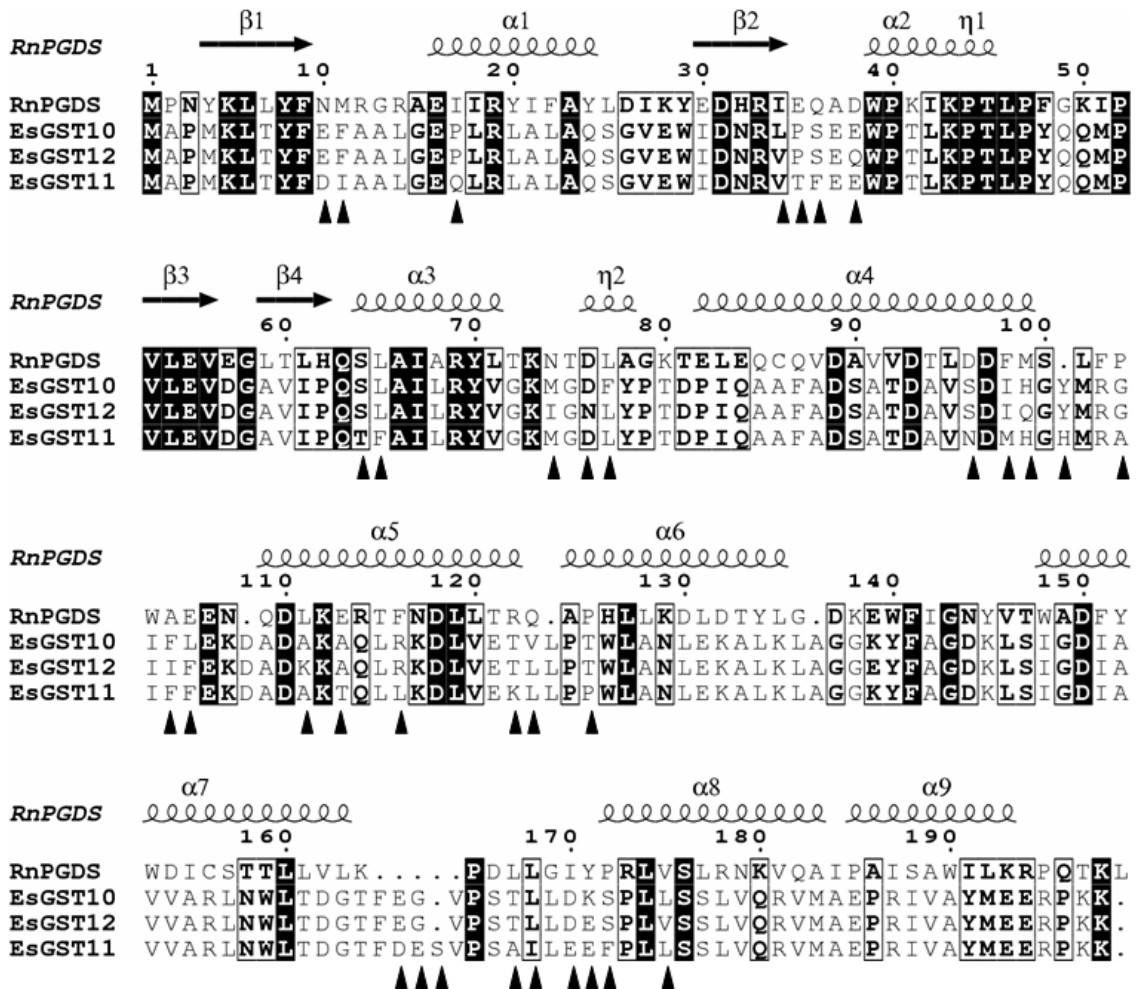 β1 α1 β2 α2 η1
RnPGDS
1 10 20 30 40 50
RnPGDS MPNYKLLYFNMRGRAEIIRYIFAYLDIKYEDHRIEQADWPKIKPTLPFGKIP
EsGST10 MAPMKLTYFEFAALGEPLRLALAQSGVEWIDNRLPSEEWPTLKPTLPYQQMP
EsGST12 MAPMKLTYFEFAALGEPLRLALAQSGVEWIDNRVPSEQWPTLKPTLPYQQMP
EsGST11 MAPMKLTYFDIAALGEQLRLALAQSGVEWIDNRVTFEEWPTLKPTLPYQQMP
β3 β4 α3 η2 α4
RnPGDS
60 70 80 90 100
RnPGDS VLEVEGLTLHQSLAIARYLTKNTDLAGKTELEQCQVDAVVDTLDDFMS.LFP
EsGST10 VLEVDGAVIPQSLAILRYVGKMGDFYPTDPIQAAFADSATDAVSDIHGYMRG
EsGST12 VLEVDGAVIPQSLAILRYVGKIGNLYPTDPIQAAFADSATDAVSDIQGYMRG
EsGST11 VLEVDGAVIPQTFAILRYVGKMGDLYPTDPIQAAFADSATDAVNDMHGHMRA
α5 α6
RnPGDS
110 120 130 140 150
RnPGDS WAEEN.QDLKERTFNDLLTRQ.APHLLKDLDTYLG.DKEWFIGNYVTWADFY
EsGST10 IFLEKDADAKAQLRKDLVETVLPTWLANLEKALKLAGGKYFAGDKLSIGDIA
EsGST12 IIFEKDADKKAQLRKDLVETLLPTWLANLEKALKLAGGEYFAGDKLSIGDIA
EsGST11 IFFEKDADAKTQLLKDLVEKLLPPWLANLEKALKLAGGKYFAGDKLSIGDIA
α7 α8 α9
RnPGDS
160 170 180 190
RnPGDS WDICSTTLLVLK.....PDLLGIYPRLVSLRNKVQAIPAISAWILKRPQTKL
EsGST10 VVARLNWLTDGTFEG.VPSTLLDKSPLLSSLVQRVMAEPRIVAYMEERPKK.
EsGST12 VVARLNWLTDGTFEG.VPSTVLDESPLLSSLVQRVMAEPRIVAYMEERPKK.
EsGST11 VVARLNWLTDGTFDESVPSAILEEFPLLSSLVQRVMAEPRIVAYMEERPKK.